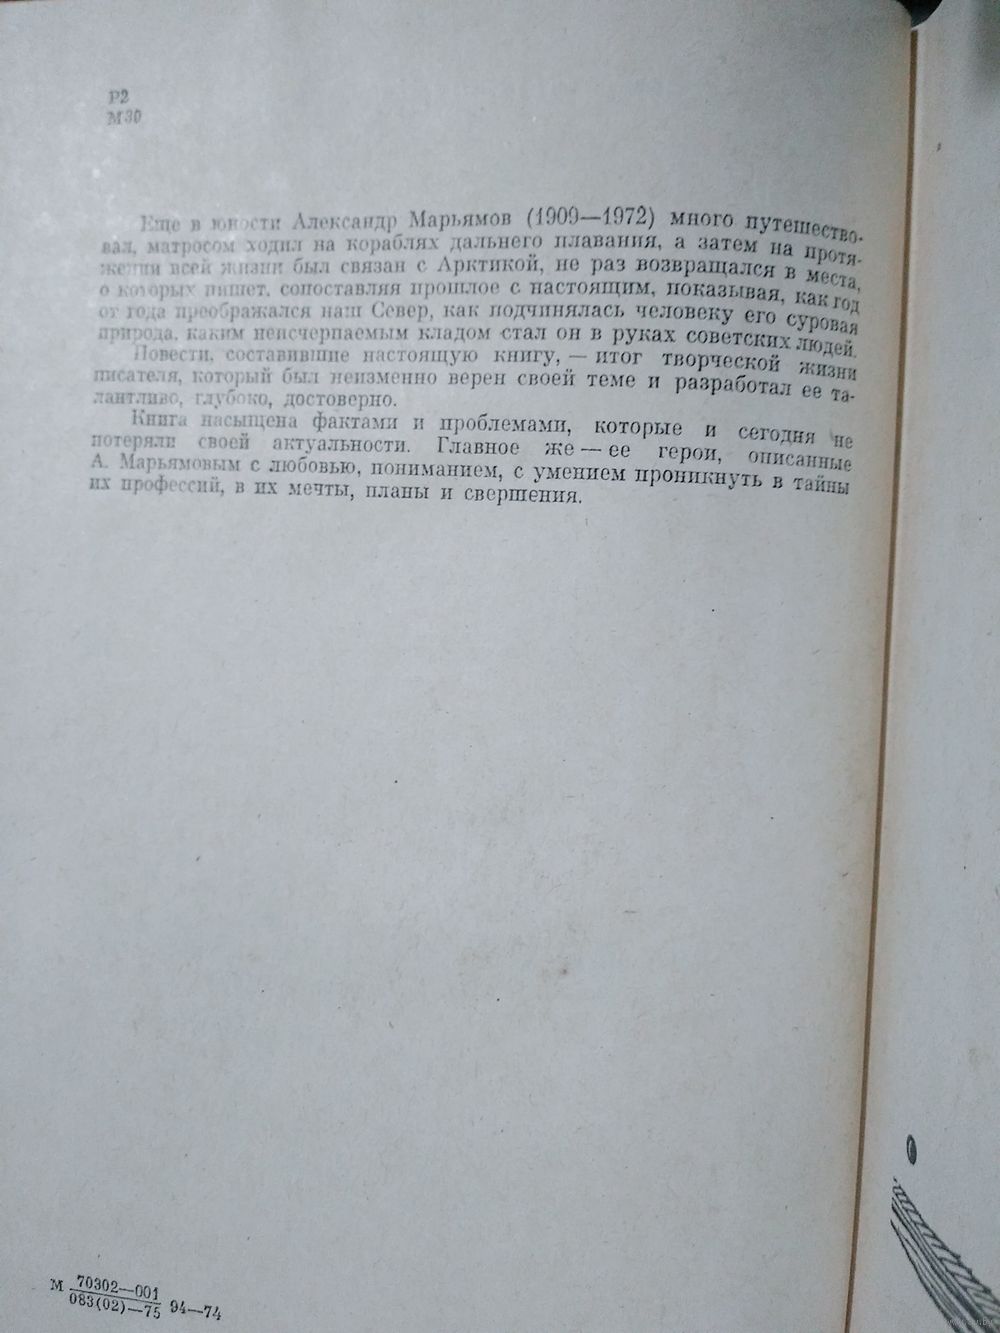 Р2
М30
Еще в юности Александр Марьямов (1909—1972) много путешество-
вал, матросом ходил на кораблях дальнего плавания, а затем на протя-
жении всей жизни был связан с Арктикой, не раз возвращался в места,
о которых пишет, сопоставляя прошлое с настоящим, показывая, как год
от года преображался наш Север, как подчинялась человеку его суровая
природа, каким неисчерпаемым кладом стал он в руках советских людей.
Повести, составившие настоящую книгу, — итог творческой жизни
писателя, который был неизменно верен своей теме и разработал ее та-
лантливо, глубоко, достоверно.
Книга насыщена фактами и проблемами, которые и сегодня не
потеряли своей актуальности. Главное же — ее герои, описанные
А. Марьямовым с любовью, пониманием, с умением проникнуть в тайны
их профессий, в их мечты, планы и свершения.
М 70302—001
083(02)—75 94—74